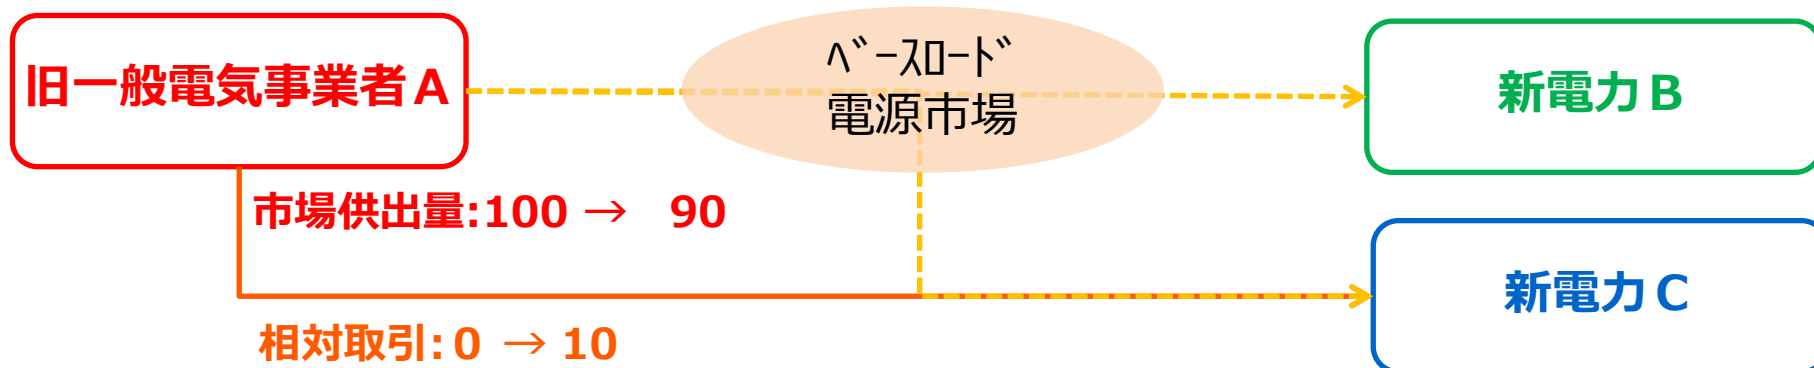 旧一般電気事業者A
ﾍﾞｰｽﾛｰﾄﾞ
電源市場
新電力B
市場供出量:100 → 90
新電力C
相対取引:0 → 10